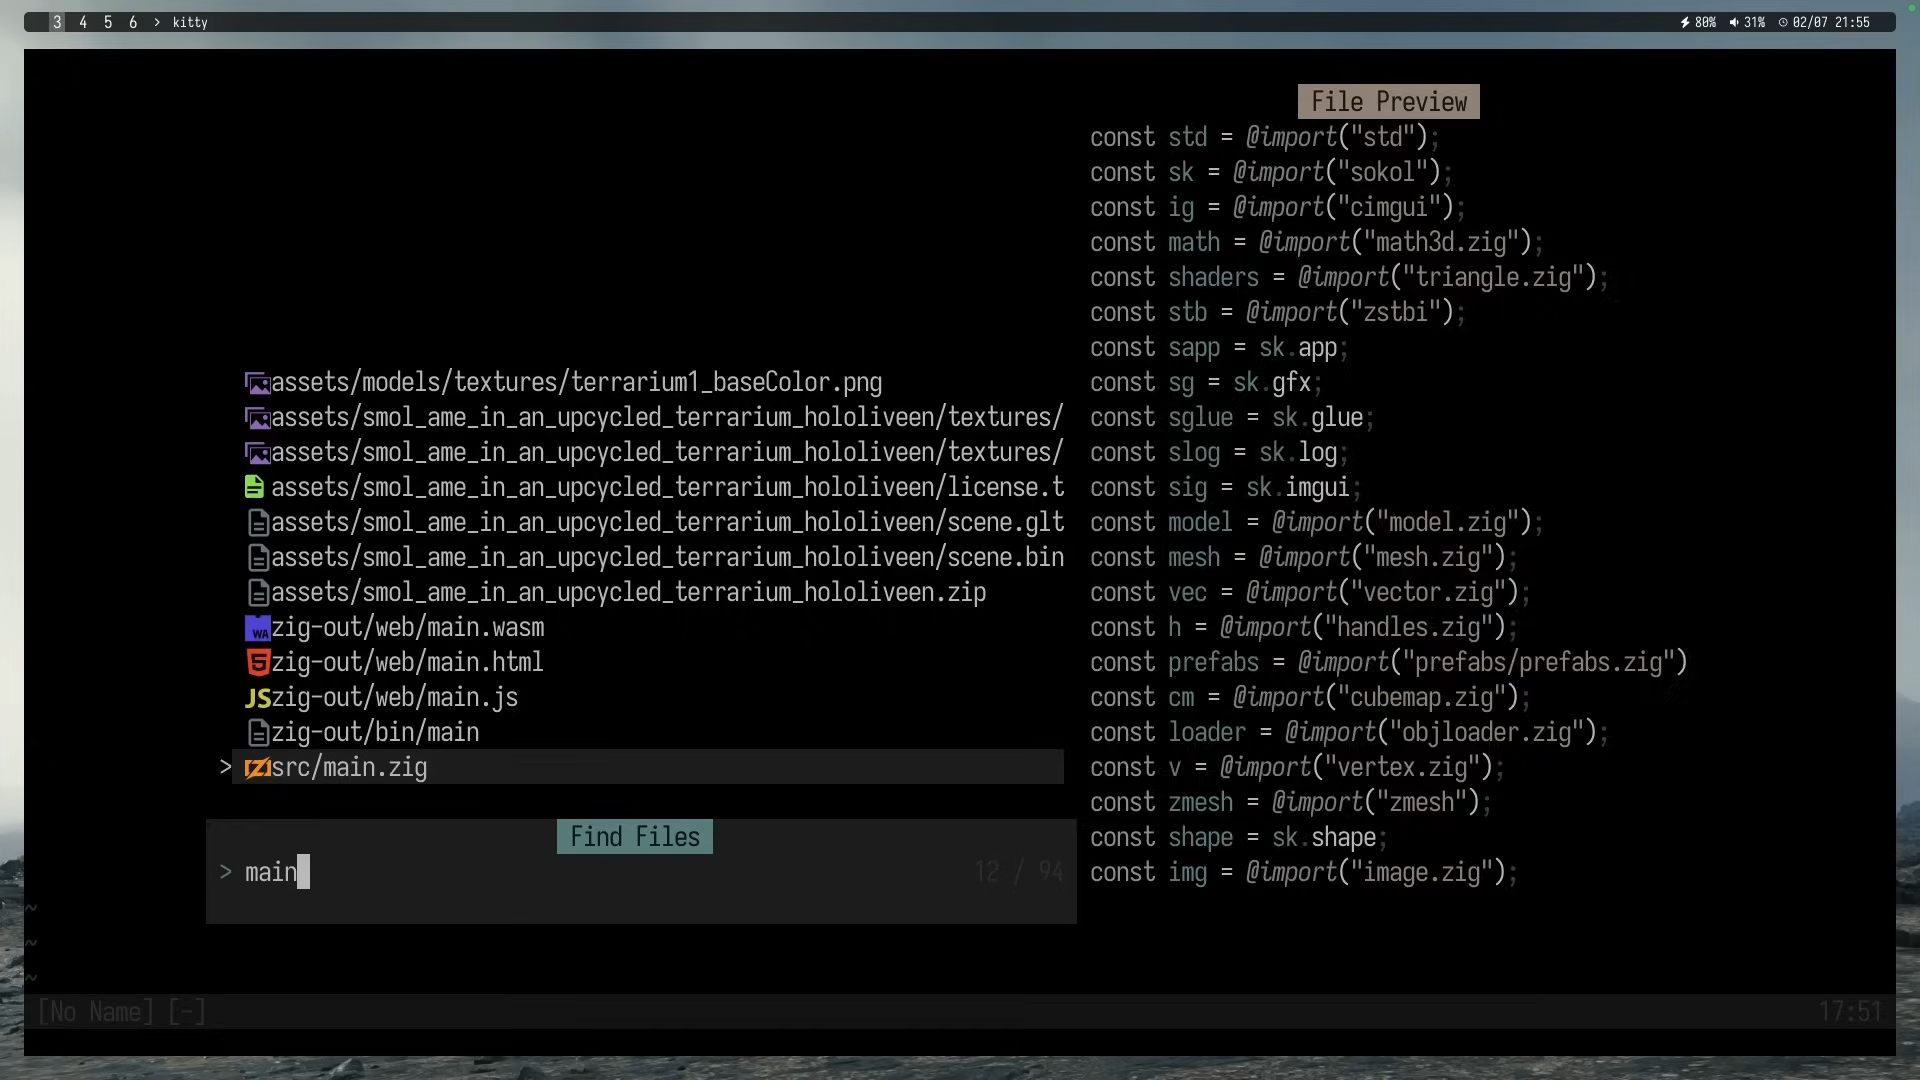 3 4 5 6 > kitty
80% 31% 02/07 21:55
File Preview
const std = @import("std");
const sk = @import("sokol");
const ig = @import("cimgui");
const math = @import("math3d.zig");
const shaders = @import("triangle.zig");
const stb = @import("zstbi");
const sapp = sk.app;
const sg = sk.gfx;
const sglue = sk.glue;
const slog = sk.log;
const sig = sk.imgui;
const model = @import("model.zig");
const mesh = @import("mesh.zig");
const vec = @import("vector.zig");
const h = @import("handles.zig");
const prefabs = @import("prefabs/prefabs.zig")
const cm = @import("cubemap.zig");
const loader = @import("objloader.zig");
const v = @import("vertex.zig");
const zmesh = @import("zmesh");
const shape = sk.shape;
const img = @import("image.zig");
assets/models/textures/terrarium1_baseColor.png
assets/smol_ame_in_an_upcycled_terrarium_hololiveen/textures/
assets/smol_ame_in_an_upcycled_terrarium_hololiveen/textures/
assets/smol_ame_in_an_upcycled_terrarium_hololiveen/license.t
assets/smol_ame_in_an_upcycled_terrarium_hololiveen/scene.glt
assets/smol_ame_in_an_upcycled_terrarium_hololiveen/scene.bin
assets/smol_ame_in_an_upcycled_terrarium_hololiveen.zip
WA zig-out/web/main.wasm
5 zig-out/web/main.html
JS zig-out/web/main.js
zig-out/bin/main
> src/main.zig
Find Files
> main 12 / 94
~
~
~
[No Name] [-] 17:51